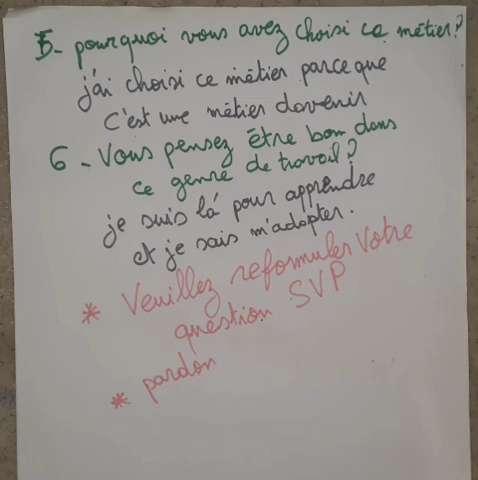 5- pourquoi vous avez choisi ce métier?
j'ai choisi ce métier parce que
C'est une métier davenir
6 - Vous pensez être bon dans
ce genre de travail?
je suis là pour apprendre
et je sais m'adapter.
* Veuillez reformuler votre
question SVP
* pardon